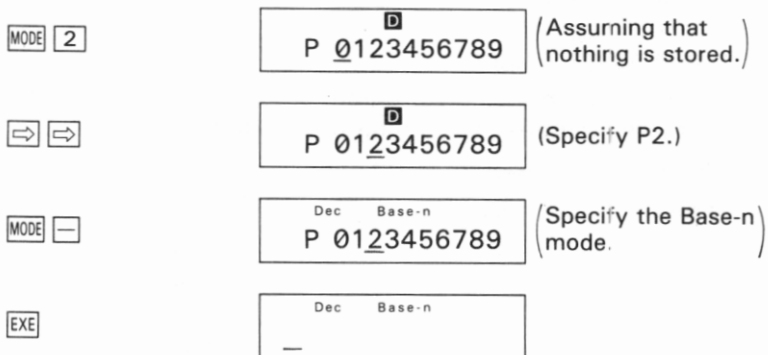 MODE 2
D
P 0123456789
(Assuming that
nothing is stored.)
⇨ ⇨
D
P 0123456789
(Specify P2.)
MODE −
Dec Base-n
P 0123456789
(Specify the Base-n
mode.)
EXE
Dec Base-n
_